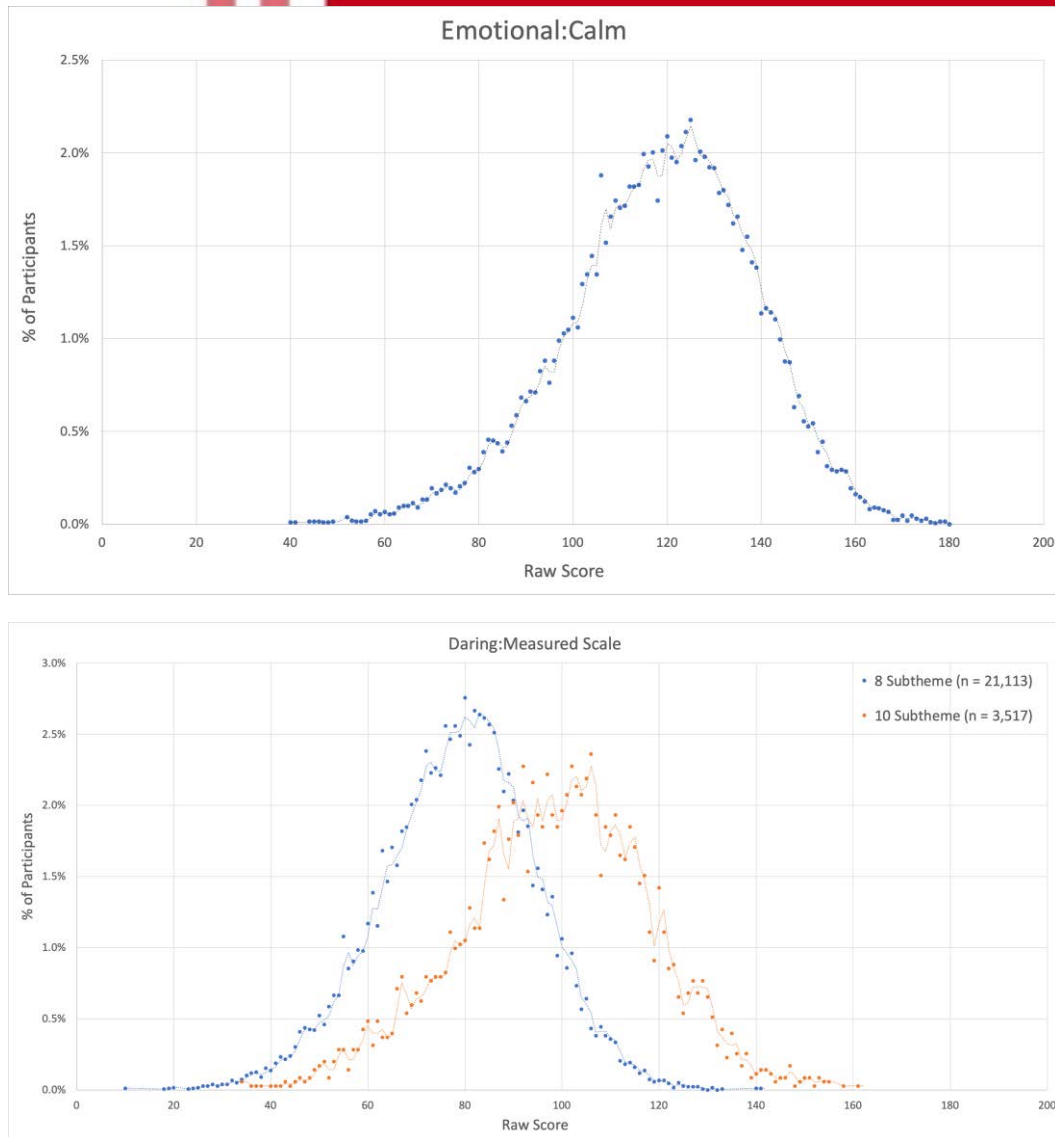 Emotional:Calm
2.5%
2.0%
1.5%
1.0%
0.5%
0.0%
% of Participants
0 20 40 60 80 100 120 140 160 180 200
Raw Score
Daring:Measured Scale
8 Subtheme (n = 21,113)
10 Subtheme (n = 3,517)
3.0%
2.5%
2.0%
1.5%
1.0%
0.5%
0.0%
% of Participants
0 20 40 60 80 100 120 140 160 180 200
Raw Score